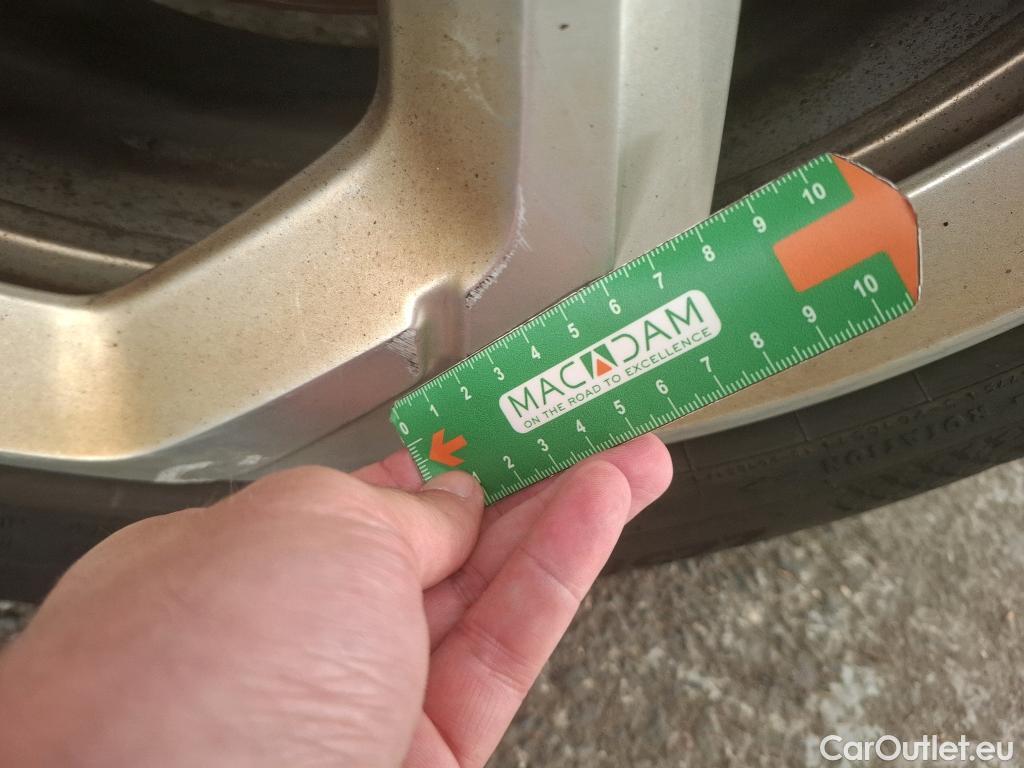 0 1 2 3 4 5 6 7 8 9 10
MACADAM
ON THE ROAD TO EXCELLENCE
1 2 3 4 5 6 7 8 9 10
CarOutlet.eu